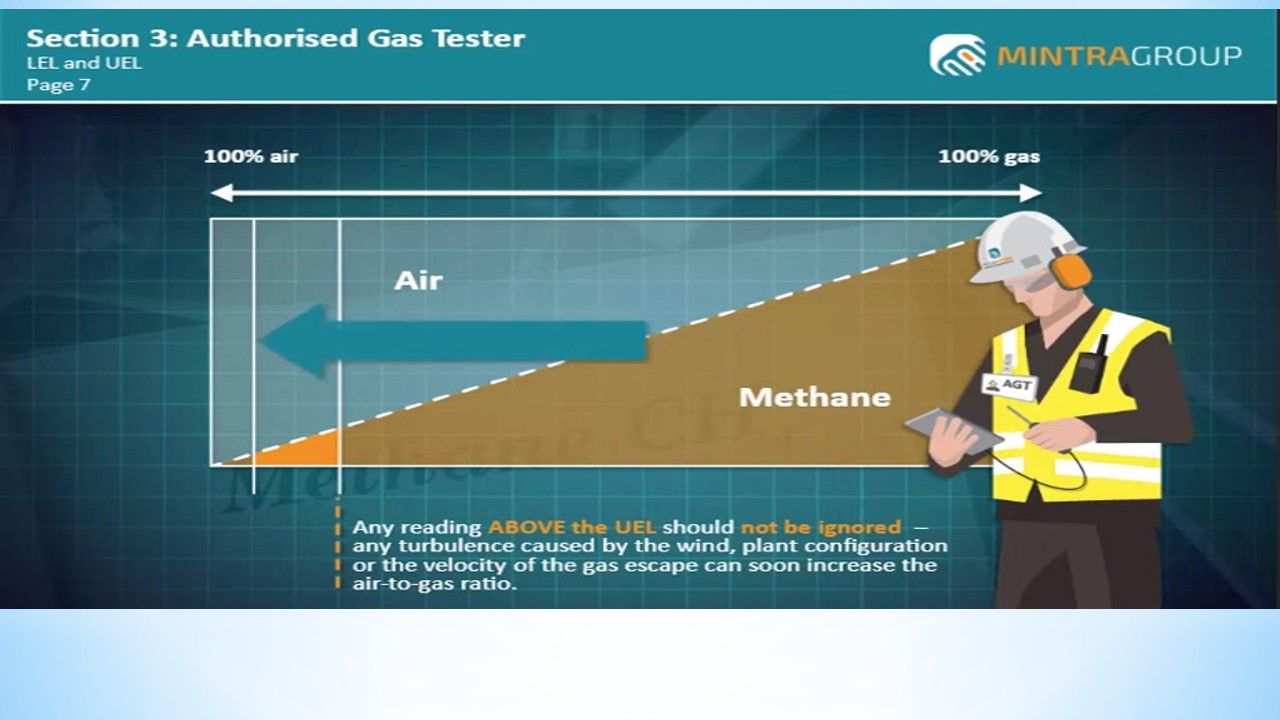 Section 3: Authorised Gas Tester
LEL and UEL
Page 7
MINTRAGROUP
100% air
100% gas
Air
Methane
AGT
Methane CH4
Any reading ABOVE the UEL should not be ignored –
any turbulence caused by the wind, plant configuration
or the velocity of the gas escape can soon increase the
air-to-gas ratio.